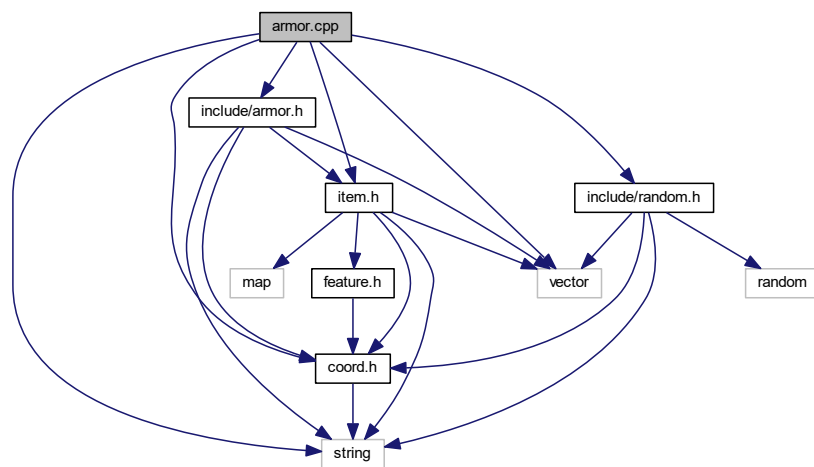 armor.cpp
include/armor.h
item.h
include/random.h
map
feature.h
vector
random
coord.h
string